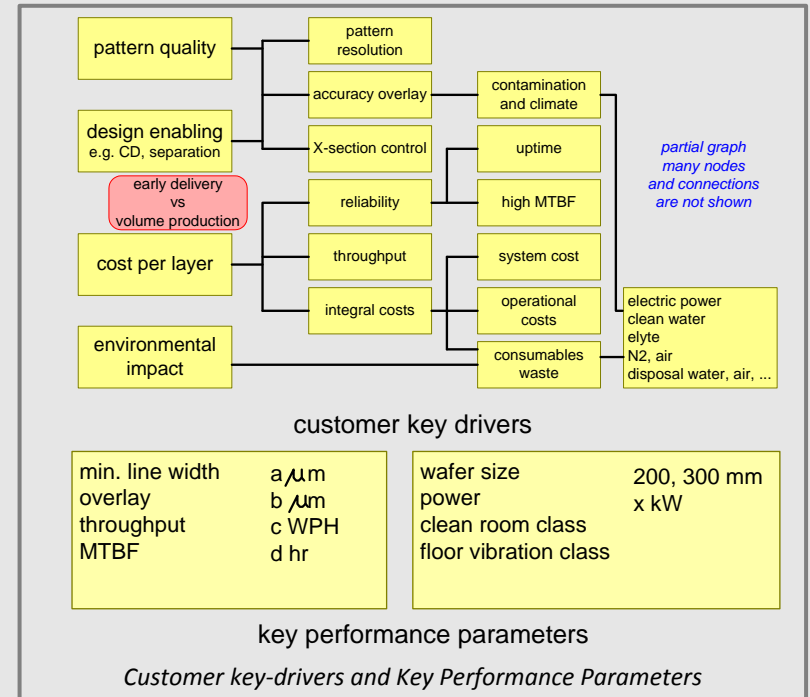 pattern quality
design enabling
e.g. CD, separation
early delivery
vs
volume production
cost per layer
environmental
impact
pattern
resolution
accuracy overlay
X-section control
reliability
throughput
integral costs
contamination
and climate
uptime
high MTBF
system cost
operational
costs
consumables
waste
partial graph
many nodes
and connections
are not shown
electric power
clean water
elyte
N2, air
disposal water, air, ...
customer key drivers
min. line width a μm
overlay b μm
throughput c WPH
MTBF d hr
wafer size 200, 300 mm
power x kW
clean room class
floor vibration class
key performance parameters
Customer key-drivers and Key Performance Parameters